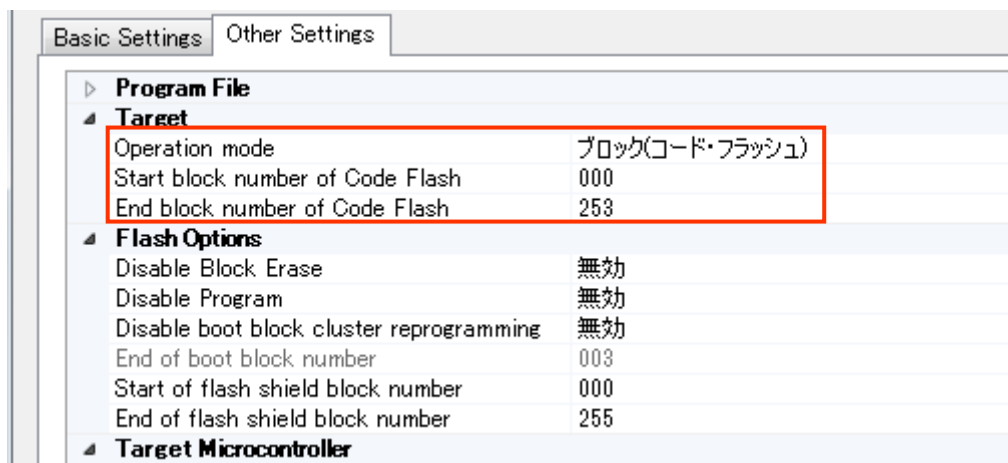 Basic Settings Other Settings
Program File
Target
Operation mode ブロック(コード・フラッシュ)
Start block number of Code Flash 000
End block number of Code Flash 253
Flash Options
Disable Block Erase 無効
Disable Program 無効
Disable boot block cluster reprogramming 無効
End of boot block number 003
Start of flash shield block number 000
End of flash shield block number 255
Target Microcontroller